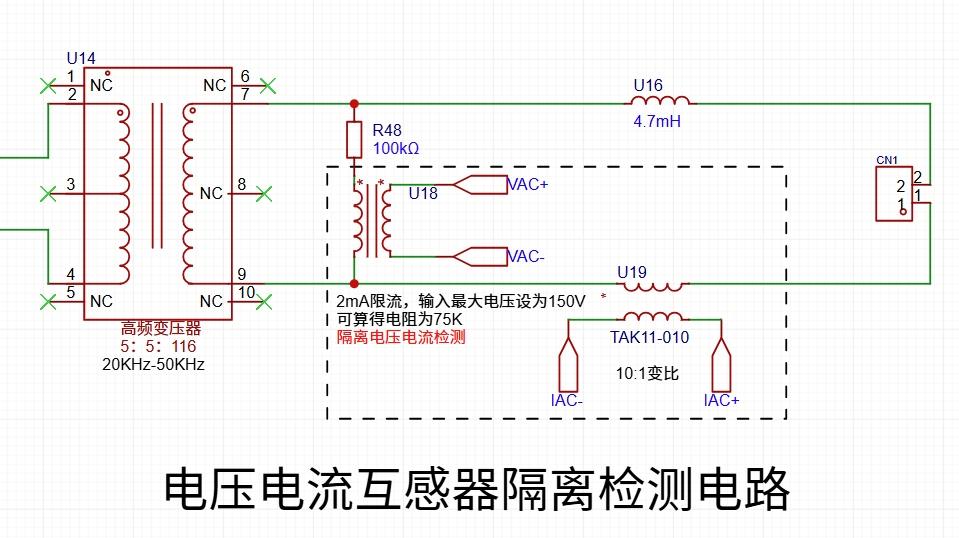 U14
1 NC NC 6
2 7
3 NC 8
4 9
5 NC NC 10
高频变压器
5：5：116
20KHz-50KHz
R48
100kΩ
U16
4.7mH
CN1
2 2
1 1
* *
U18
VAC+
VAC-
2mA限流，输入最大电压设为150V
可算得电阻为75K
隔离电压电流检测
U19
*
TAK11-010
10:1变比
IAC-
IAC+
电压电流互感器隔离检测电路